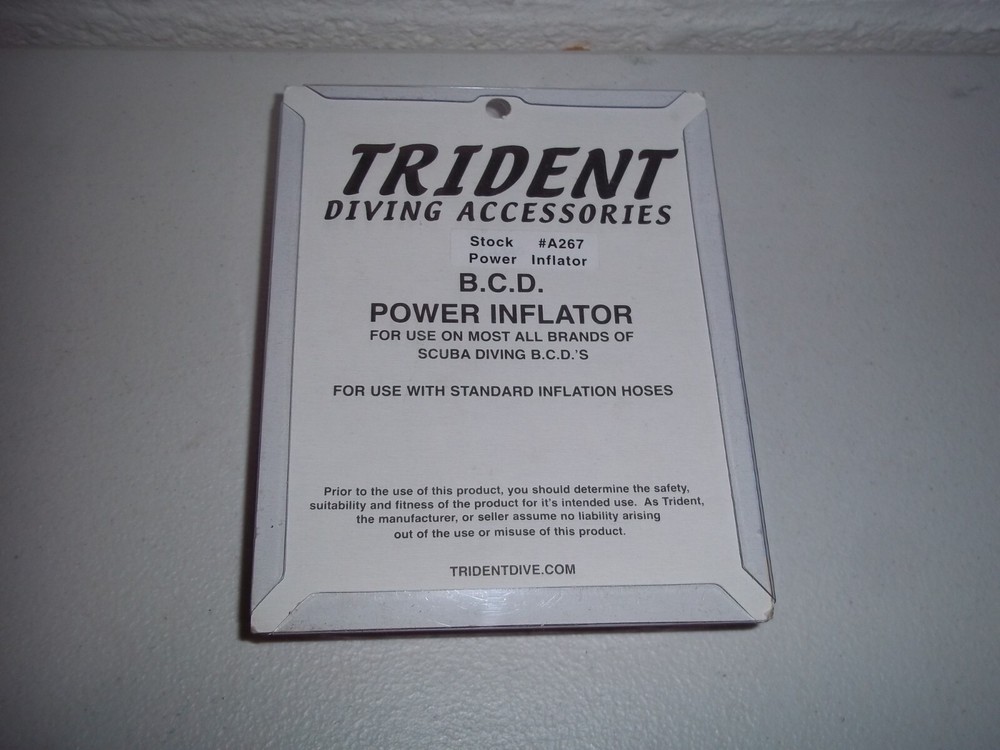 TRIDENT
DIVING ACCESSORIES
Stock #A267
Power Inflator
B.C.D.
POWER INFLATOR
FOR USE ON MOST ALL BRANDS OF
SCUBA DIVING B.C.D.'S
FOR USE WITH STANDARD INFLATION HOSES
Prior to the use of this product, you should determine the safety,
suitability and fitness of the product for it's intended use. As Trident,
the manufacturer, or seller assume no liability arising
out of the use or misuse of this product.
TRIDENTDIVE.COM